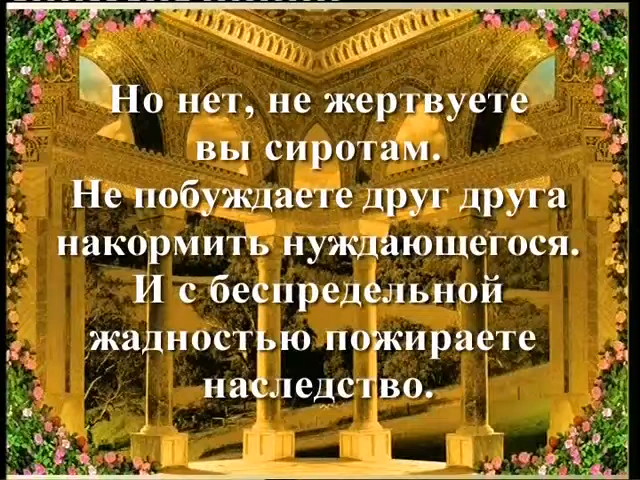 Но нет, не жертвуете
вы сиротам.
Не побуждаете друг друга
накормить нуждающегося.
И с беспредельной
жадностью пожираете
наследство.